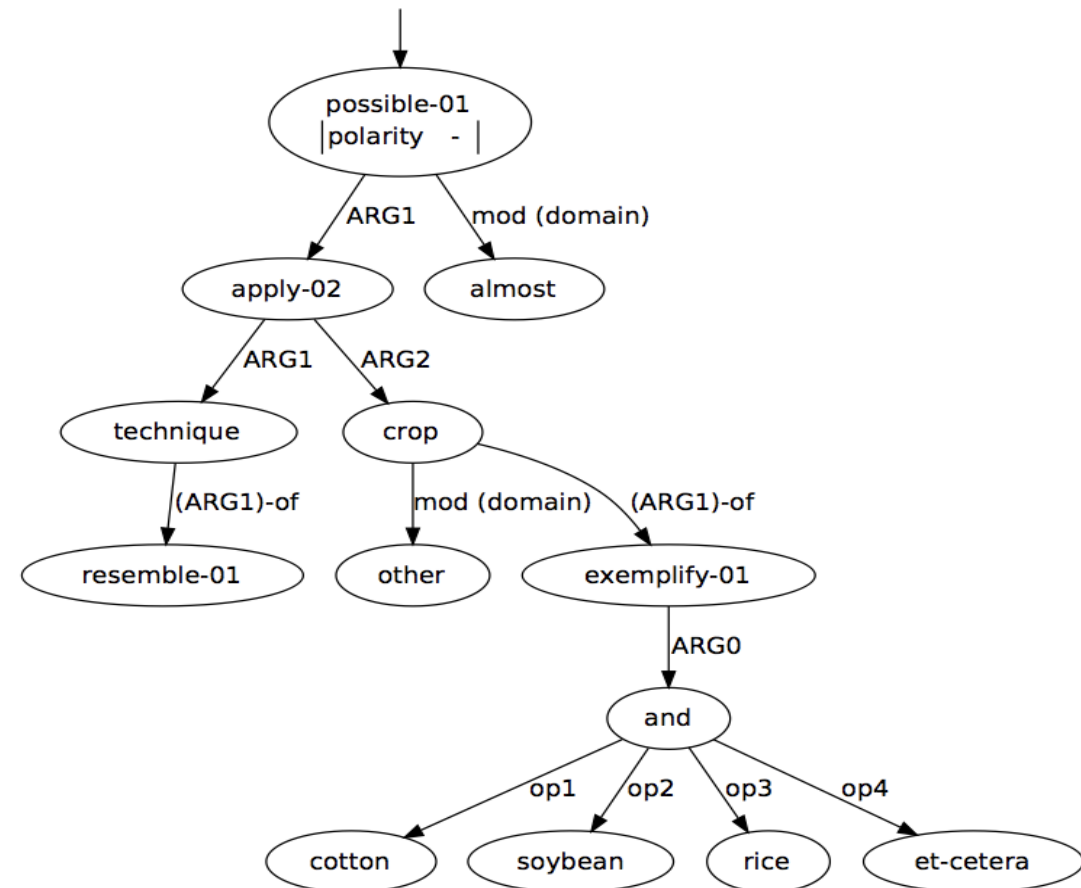 possible-01
|polarity - |
ARG1
mod (domain)
apply-02
almost
ARG1
ARG2
technique
crop
(ARG1)-of
mod (domain)
(ARG1)-of
resemble-01
other
exemplify-01
ARG0
and
op1
op2
op3
op4
cotton
soybean
rice
et-cetera